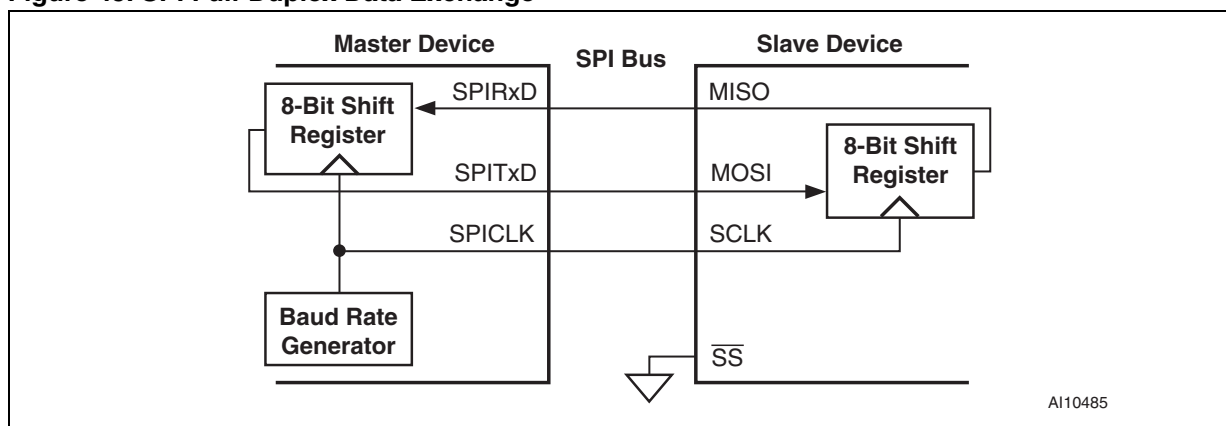 Master Device
SPI Bus
Slave Device
8-Bit Shift
Register
SPIRxD
MISO
8-Bit Shift
Register
SPITxD
MOSI
SPICLK
SCLK
Baud Rate
Generator
SS
AI10485